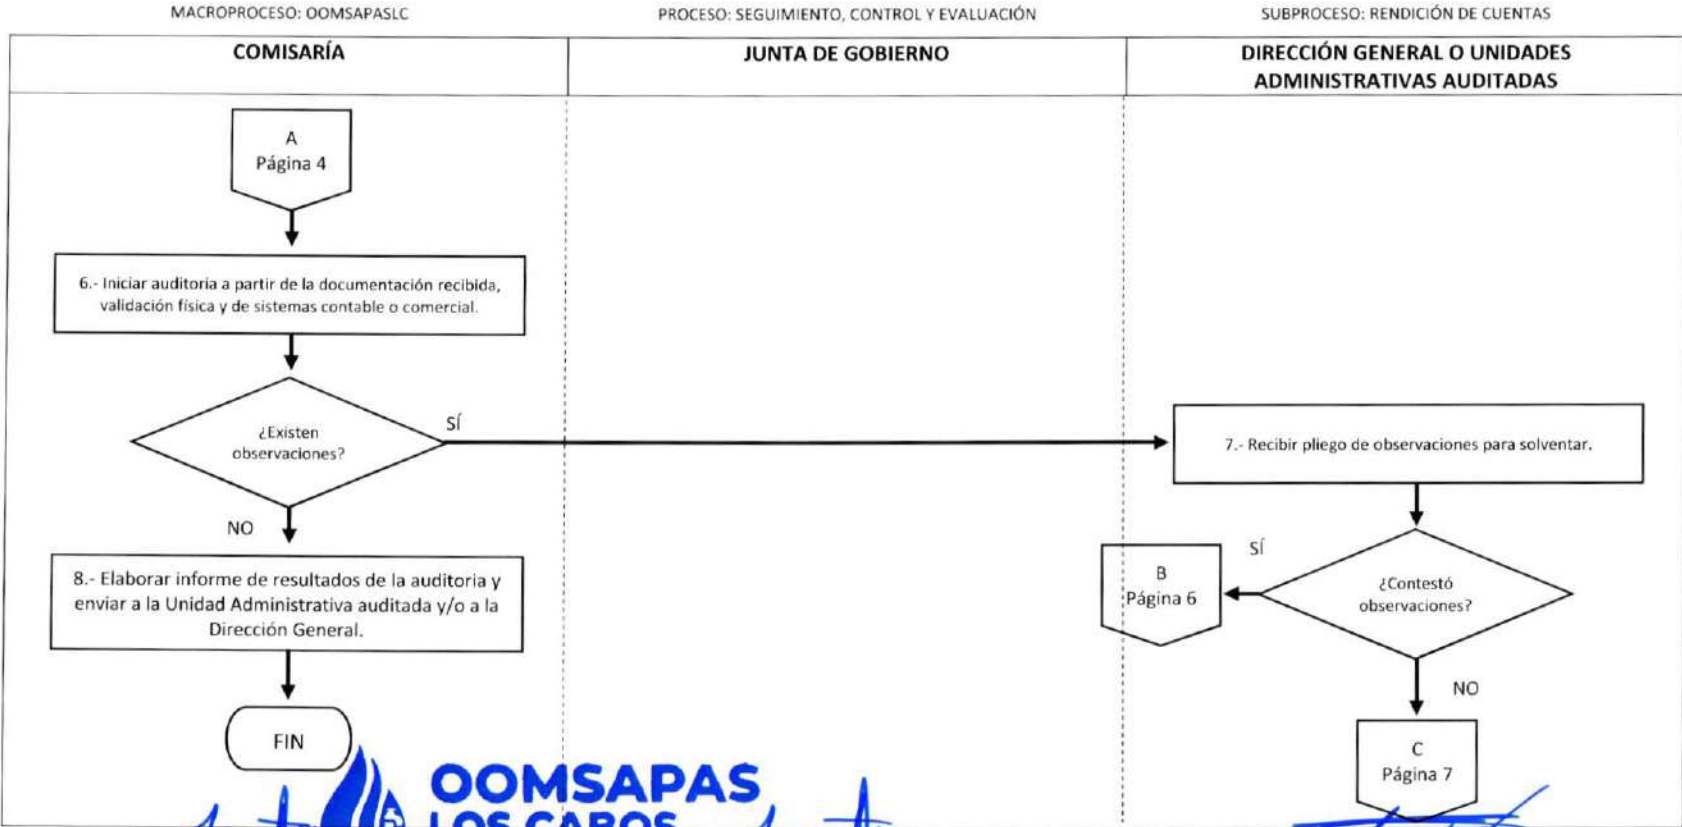 MACROPROCESO: OOMSAPASLC
PROCESO: SEGUIMIENTO, CONTROL Y EVALUACIÓN
SUBPROCESO: RENDICIÓN DE CUENTAS
COMISARÍA
JUNTA DE GOBIERNO
DIRECCIÓN GENERAL O UNIDADES
ADMINISTRATIVAS AUDITADAS
A
Página 4
6.- Iniciar auditoria a partir de la documentación recibida,
validación física y de sistemas contable o comercial.
¿Existen
observaciones?
SÍ
7.- Recibir pliego de observaciones para solventar.
NO
8.- Elaborar informe de resultados de la auditoria y
enviar a la Unidad Administrativa auditada y/o a la
Dirección General.
SÍ
B
Página 6
¿Contestó
observaciones?
NO
FIN
C
Página 7
OOMSAPAS
LOS CABOS